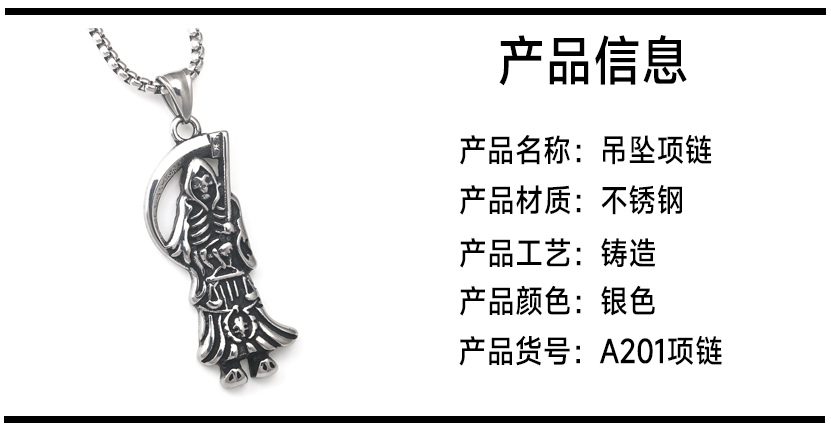 产品信息
产品名称：吊坠项链
产品材质：不锈钢
产品工艺：铸造
产品颜色：银色
产品货号：A201项链